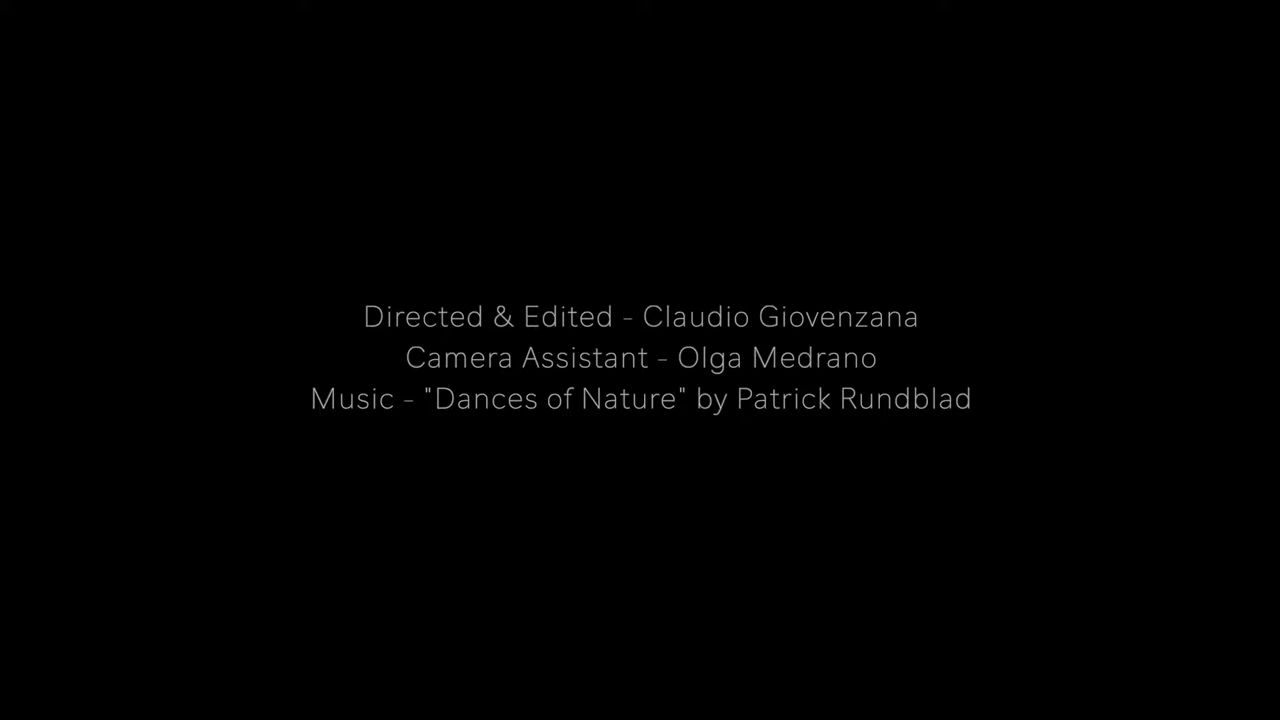 Directed & Edited - Claudio Giovenzana
Camera Assistant - Olga Medrano
Music - "Dances of Nature" by Patrick Rundblad